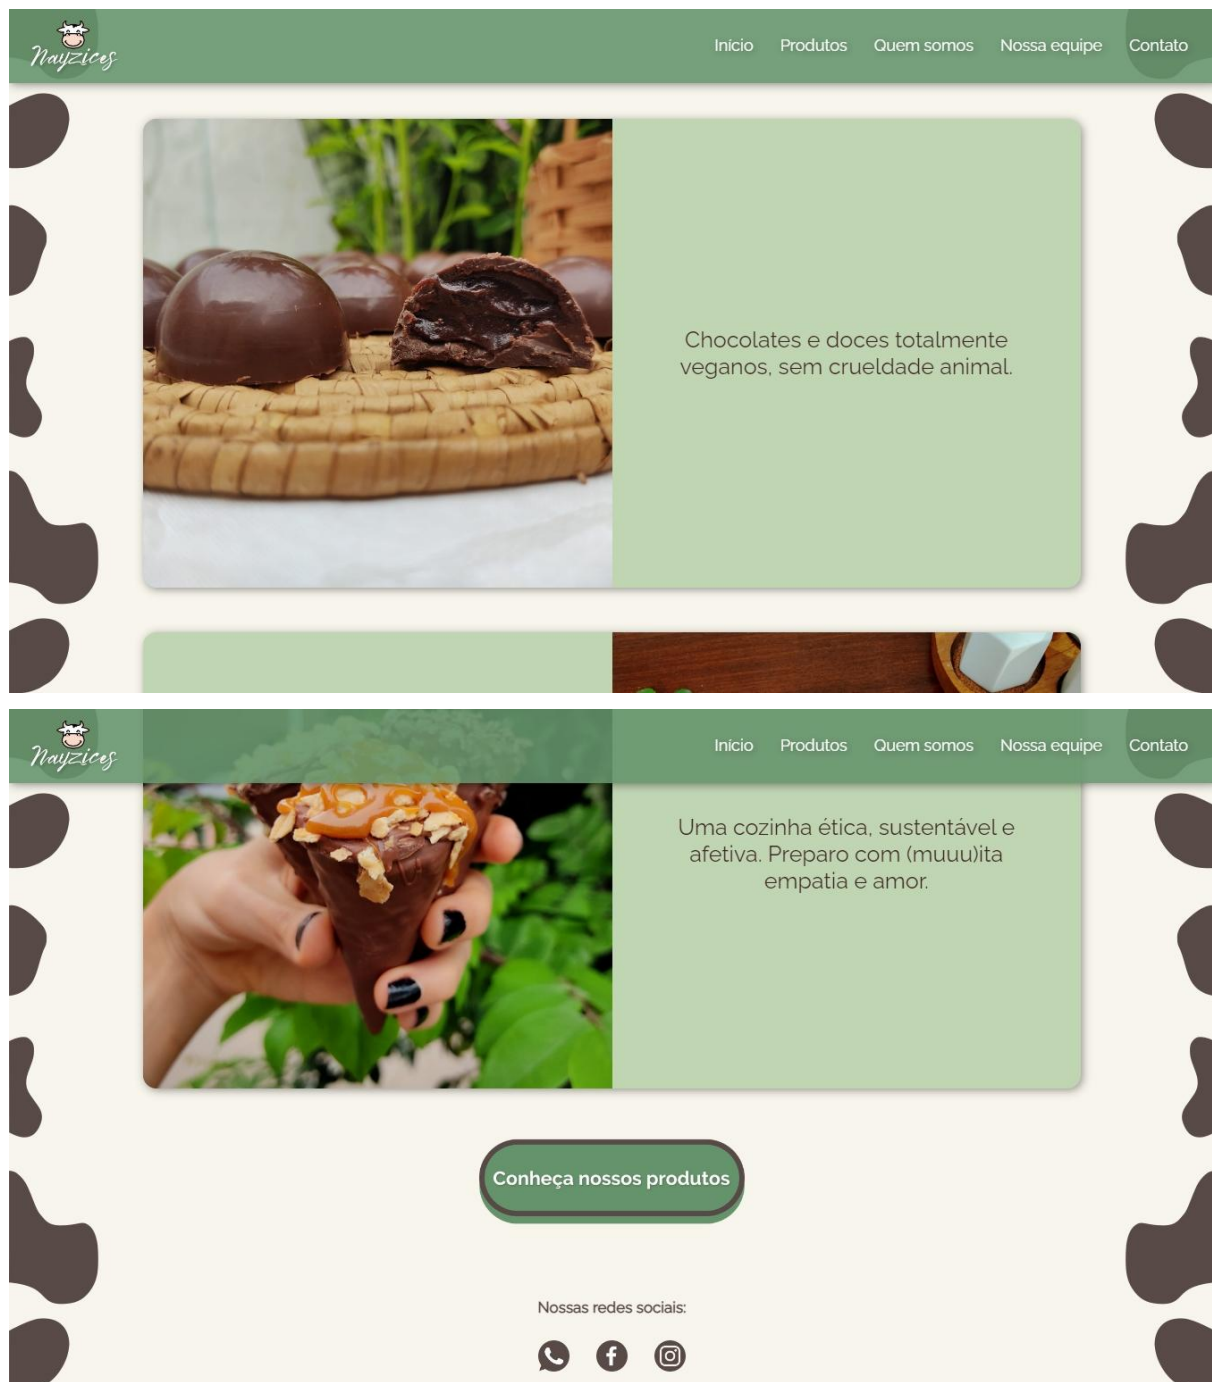 Nayzices
Início Produtos Quem somos Nossa equipe Contato
Chocolates e doces totalmente
veganos, sem crueldade animal.
Nayzices
Início Produtos Quem somos Nossa equipe Contato
Uma cozinha ética, sustentável e
afetiva. Preparo com (muuu)ita
empatia e amor.
Conheça nossos produtos
Nossas redes sociais: